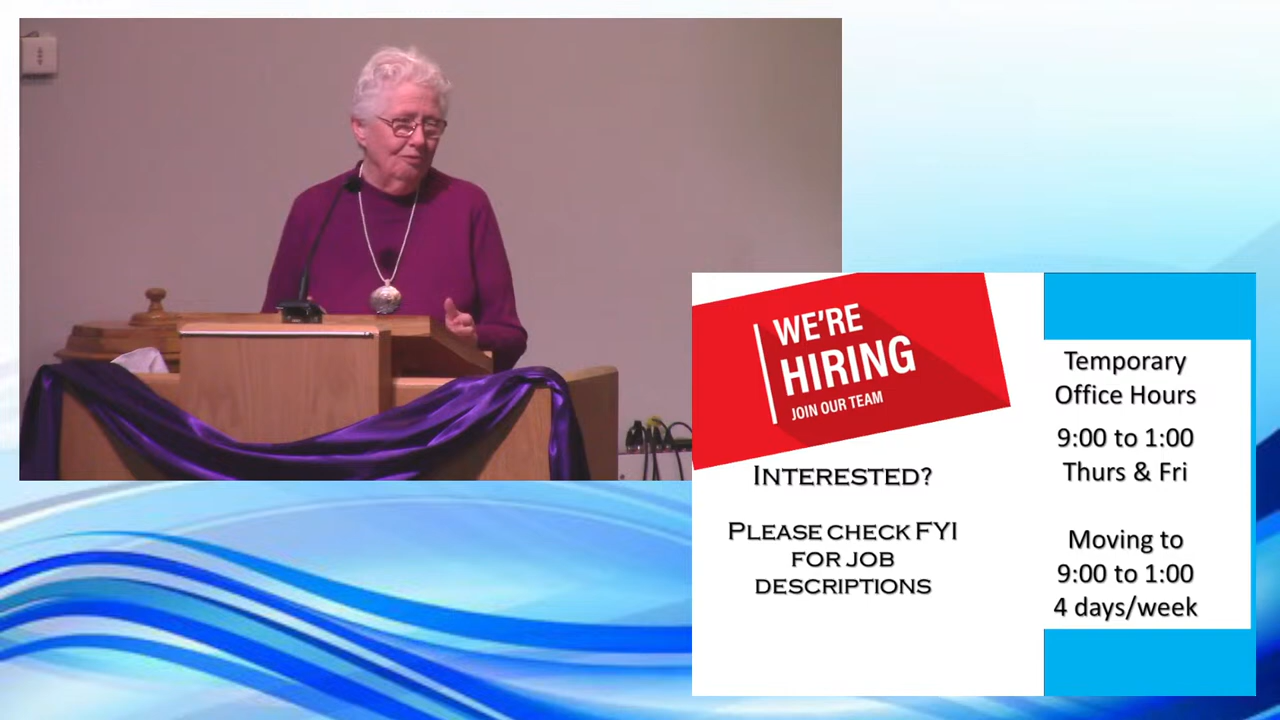 WE'RE
HIRING
JOIN OUR TEAM
INTERESTED?
PLEASE CHECK FYI
FOR JOB
DESCRIPTIONS
Temporary
Office Hours
9:00 to 1:00
Thurs & Fri
Moving to
9:00 to 1:00
4 days/week